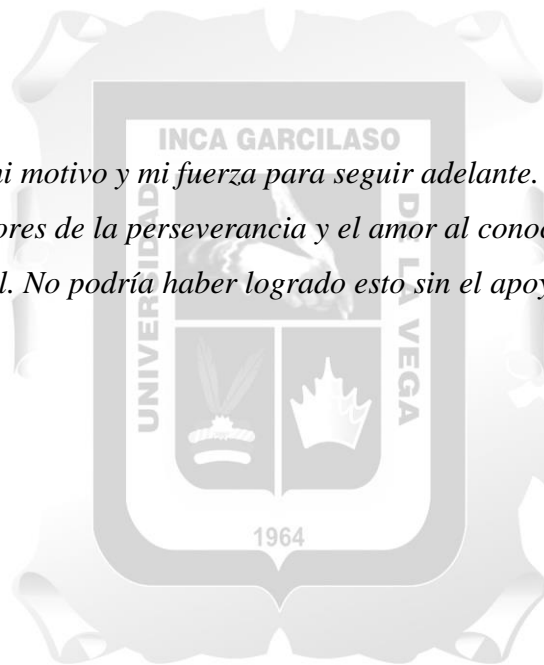 INCA GARCILASO
ni motivo y mi fuerza para seguir adelante.
ores de la perseverancia y el amor al cono
l. No podría haber logrado esto sin el apoy
UNIVERSIDAD
DE LA VEGA
1964